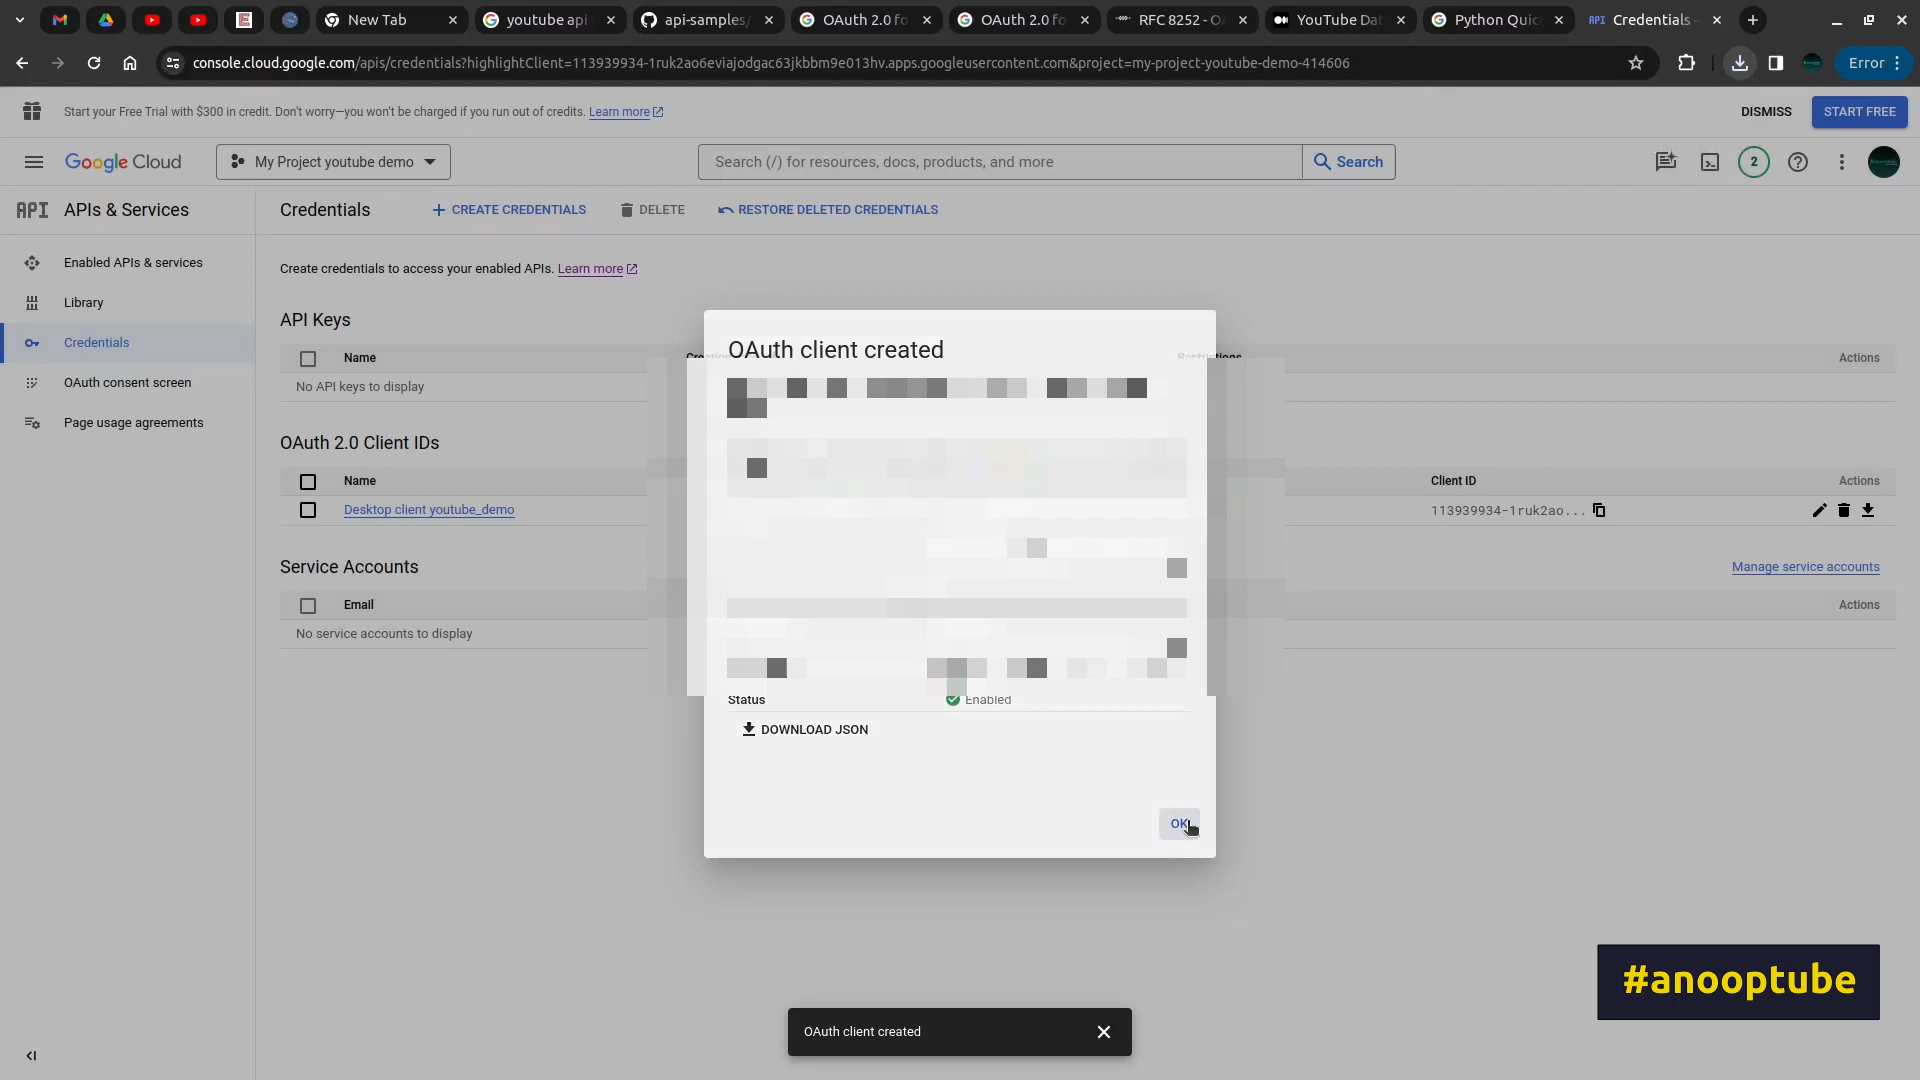 New Tab
youtube api
api-samples/
OAuth 2.0 fo
OAuth 2.0 fo
RFC 8252 - O
YouTube Dat
Python Quic
API Credentials -
console.cloud.google.com/apis/credentials?highlightClient=113939934-1ruk2ao6eviajodgac63jkbbm9e013hv.apps.googleusercontent.com&project=my-project-youtube-demo-414606
Error
Start your Free Trial with $300 in credit. Don't worry—you won't be charged if you run out of credits. Learn more
DISMISS
START FREE
Google Cloud
My Project youtube demo
Search (/) for resources, docs, products, and more
Search
2
API APIs & Services
Credentials
CREATE CREDENTIALS
DELETE
RESTORE DELETED CREDENTIALS
Enabled APIs & services
Library
Credentials
OAuth consent screen
Page usage agreements
Create credentials to access your enabled APIs. Learn more
API Keys
Name
Actions
No API keys to display
OAuth 2.0 Client IDs
Name
Client ID
Actions
Desktop client youtube_demo
113939934-1ruk2ao...
Service Accounts
Manage service accounts
Email
Actions
No service accounts to display
OAuth client created
Status
Enabled
DOWNLOAD JSON
OK
#anooptube
OAuth client created